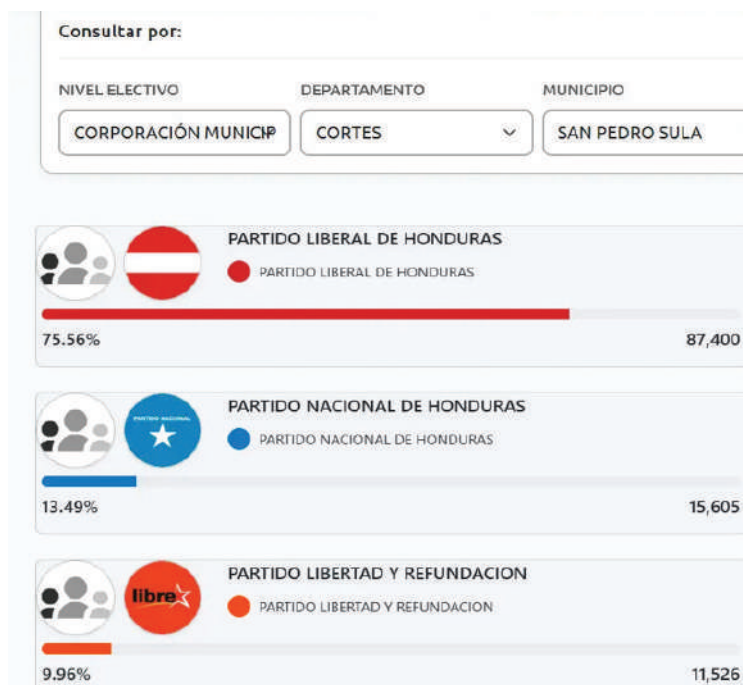 Consultar por:
NIVEL ELECTIVO DEPARTAMENTO MUNICIPIO
CORPORACIÓN MUNICIP CORTES SAN PEDRO SULA
PARTIDO LIBERAL DE HONDURAS
PARTIDO LIBERAL DE HONDURAS
75.56% 87,400
PARTIDO NACIONAL
PARTIDO NACIONAL DE HONDURAS
PARTIDO NACIONAL DE HONDURAS
13.49% 15,605
libre
PARTIDO LIBERTAD Y REFUNDACION
PARTIDO LIBERTAD Y REFUNDACION
9.96% 11,526